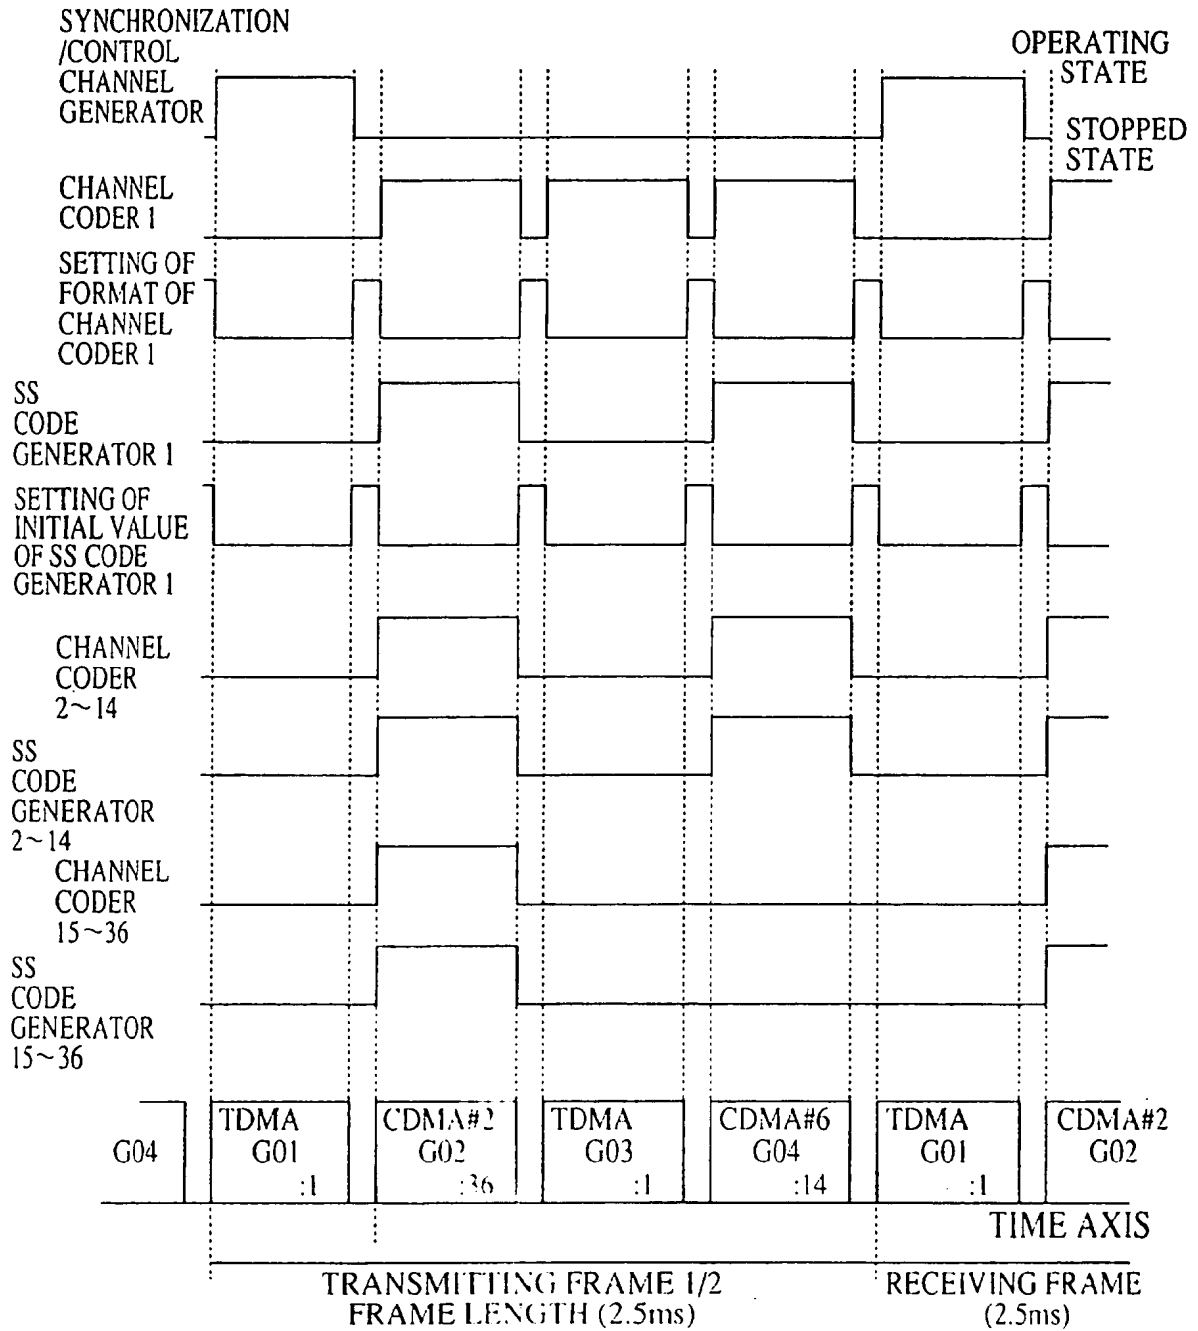 SYNCHRONIZATION
/CONTROL
CHANNEL
GENERATOR
OPERATING
STATE
STOPPED
STATE
CHANNEL
CODER 1
SETTING OF
FORMAT OF
CHANNEL
CODER 1
SS
CODE
GENERATOR 1
SETTING OF
INITIAL VALUE
OF SS CODE
GENERATOR 1
CHANNEL
CODER
2~14
SS
CODE
GENERATOR
2~14
CHANNEL
CODER
15~36
SS
CODE
GENERATOR
15~36
G04
TDMA
G01
:1
CDMA#2
G02
:36
TDMA
G03
:1
CDMA#6
G04
:14
TDMA
G01
:1
CDMA#2
G02
TIME AXIS
TRANSMITTING FRAME 1/2
FRAME LENGTH (2.5ms)
RECEIVING FRAME
(2.5ms)